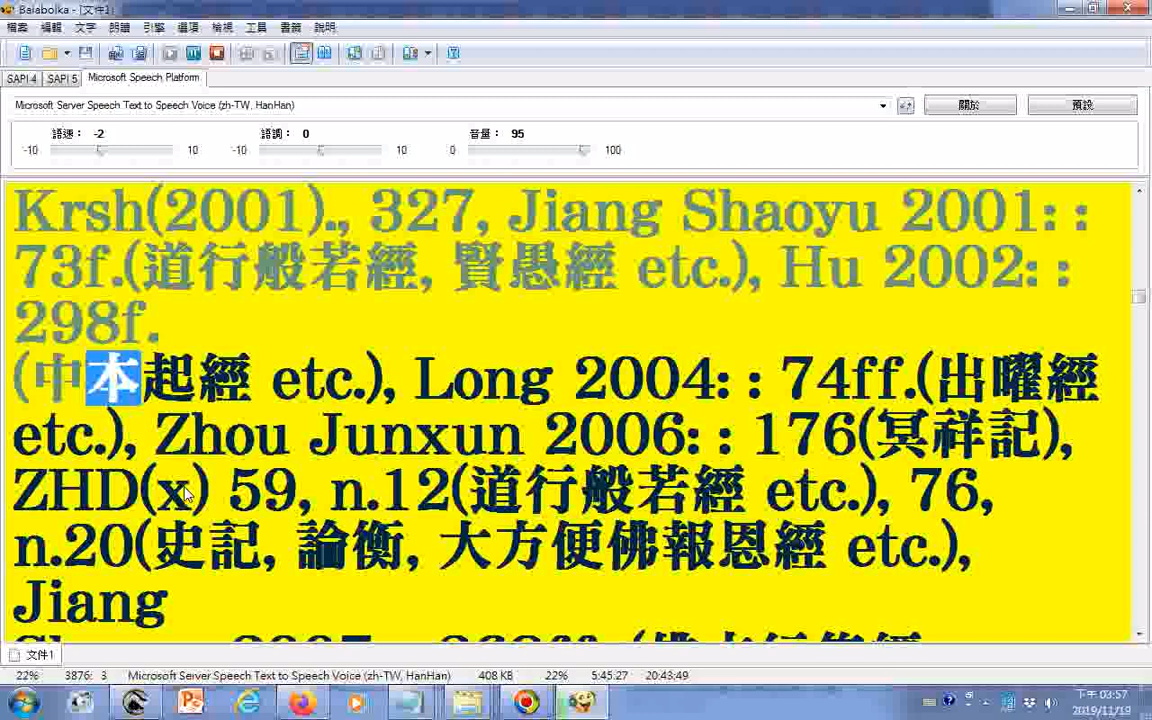 Balabolka - [文件1]
檔案 編輯 文字 朗讀 引擎 選項 檢視 工具 書籤 說明
SAPI 4 SAPI 5 Microsoft Speech Platform
Microsoft Server Speech Text to Speech Voice (zh-TW, HanHan) 關於 預設
語速： -2 語調： 0 音量： 95
-10 10 -10 10 0 100
Krsh(2001)., 327, Jiang Shaoyu 2001: :
73f.(道行般若經, 賢愚經 etc.), Hu 2002: :
298f.
(中本起經 etc.), Long 2004: : 74ff.(出曜經
etc.), Zhou Junxun 2006: : 176(冥祥記),
ZHD(x) 59, n.12(道行般若經 etc.), 76,
n.20(史記, 論衡, 大方便佛報恩經 etc.),
Jiang
文件1
22% 3876: 3 Microsoft Server Speech Text to Speech Voice (zh-TW, HanHan) 408 KB 22% 5:45:27 20:43:49
下午 03:57
2019/11/19